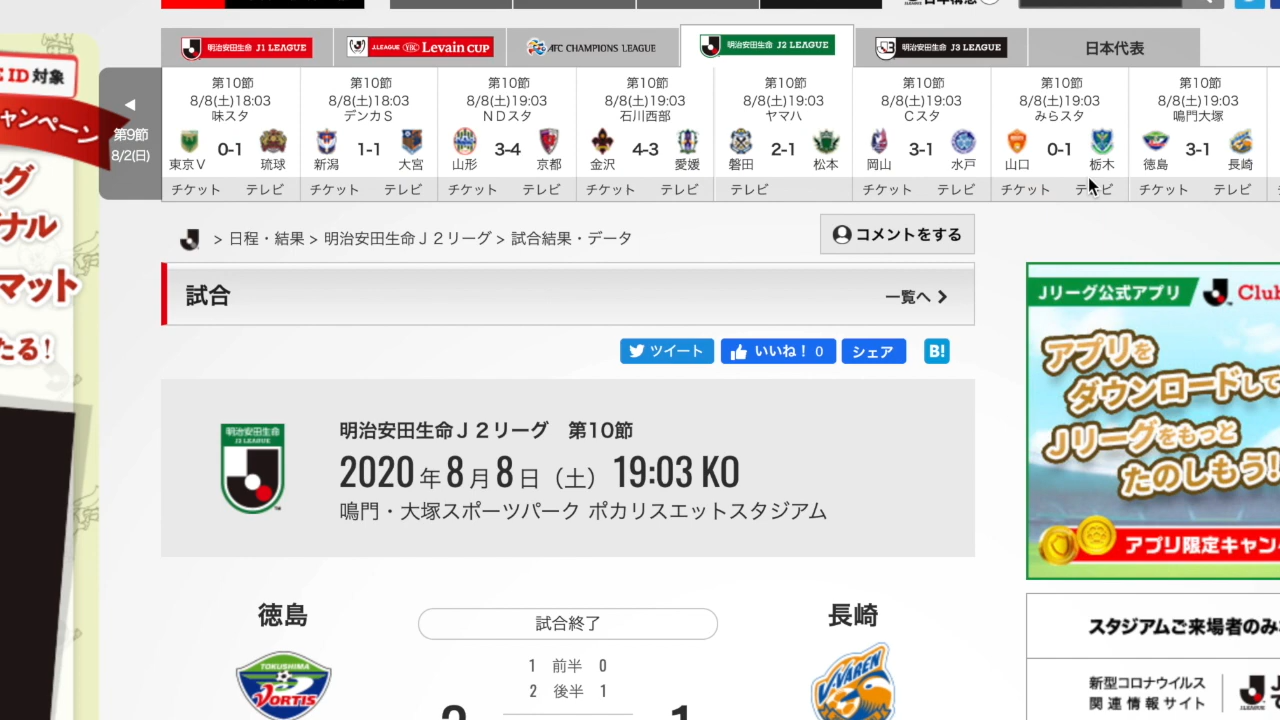 明治安田生命 J1 LEAGUE
J.LEAGUE YBC Levain CUP
AFC CHAMPIONS LEAGUE
明治安田生命 J2 LEAGUE
明治安田生命 J3 LEAGUE
日本代表
ID対象
キャンペーン
◀
第9節
8/2(日)
第10節
8/8(土)18:03
味スタ
東京V 0-1 琉球
チケット テレビ
第10節
8/8(土)18:03
デンカS
新潟 1-1 大宮
チケット テレビ
第10節
8/8(土)19:03
NDスタ
山形 3-4 京都
チケット テレビ
第10節
8/8(土)19:03
石川西部
金沢 4-3 愛媛
チケット テレビ
第10節
8/8(土)19:03
ヤマハ
磐田 2-1 松本
テレビ
第10節
8/8(土)19:03
Cスタ
岡山 3-1 水戸
チケット テレビ
第10節
8/8(土)19:03
みらスタ
山口 0-1 栃木
チケット テレビ
第10節
8/8(土)19:03
鳴門大塚
徳島 3-1 長崎
チケット テレビ
> 日程・結果 > 明治安田生命J2リーグ > 試合結果・データ
コメントをする
試合
一覧へ
ツイート
いいね！ 0
シェア
B!
明治安田生命
J2 LEAGUE
明治安田生命J2リーグ 第10節
2020年8月8日（土）19:03 KO
鳴門・大塚スポーツパーク ポカリスエットスタジアム
徳島
試合終了
長崎
1 前半 0
2 後半 1
TOKUSHIMA
VORTIS
V-VAREN
Jリーグ公式アプリ
Club
アプリを
ダウンロードして
Jリーグをもっと
たのしもう!
アプリ限定キャン
スタジアムご来場者のみ
新型コロナウイルス
関連情報サイト